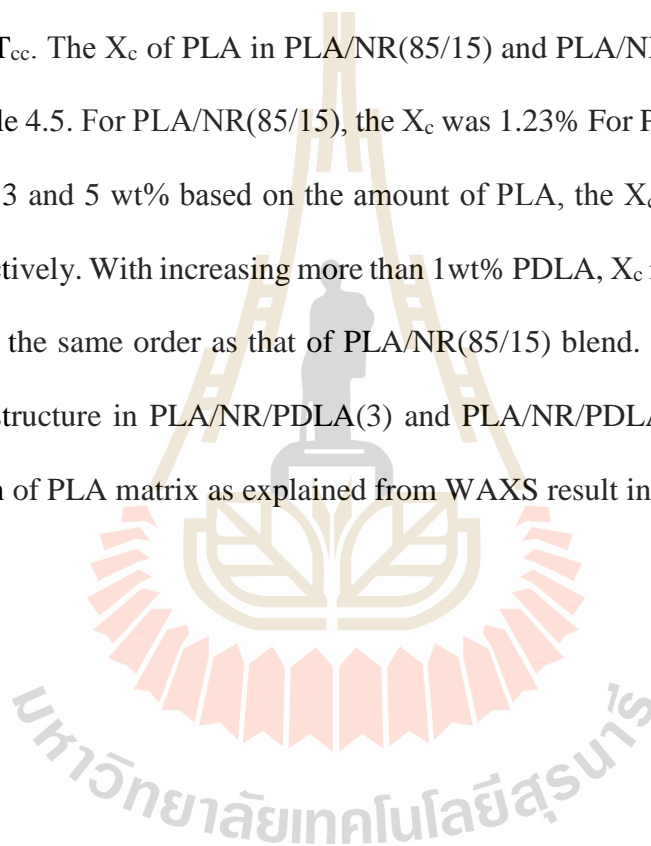 Tcc. The Xc of PLA in PLA/NR(85/15) and PLA/NR
le 4.5. For PLA/NR(85/15), the Xc was 1.23% For P
3 and 5 wt% based on the amount of PLA, the Xc
ctively. With increasing more than 1wt% PDLA, Xc
the same order as that of PLA/NR(85/15) blend.
structure in PLA/NR/PDLA(3) and PLA/NR/PDLA
of PLA matrix as explained from WAXS result in
มหาวิทยาลัยเทคโนโลยีสุรนารี